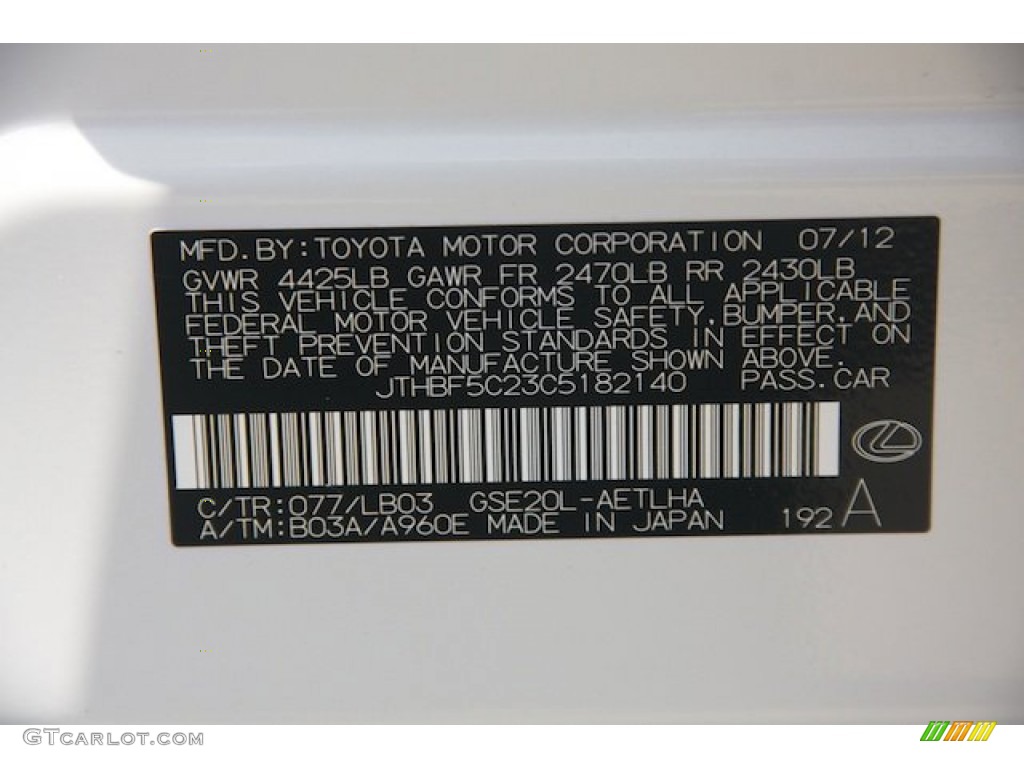 MFD.BY:TOYOTA MOTOR CORPORATION 07/12
GVWR 4425LB GAWR FR 2470LB RR 2430LB
THIS VEHICLE CONFORMS TO ALL APPLICABLE
FEDERAL MOTOR VEHICLE SAFETY,BUMPER,AND
THEFT PREVENTION STANDARDS IN EFFECT ON
THE DATE OF MANUFACTURE SHOWN ABOVE.
JTHBF5C23C5182140 PASS.CAR
C/TR:077/LB03 GSE20L-AETLHA
A/TM:B03A/A960E MADE IN JAPAN 192 A
GTcarlot.com